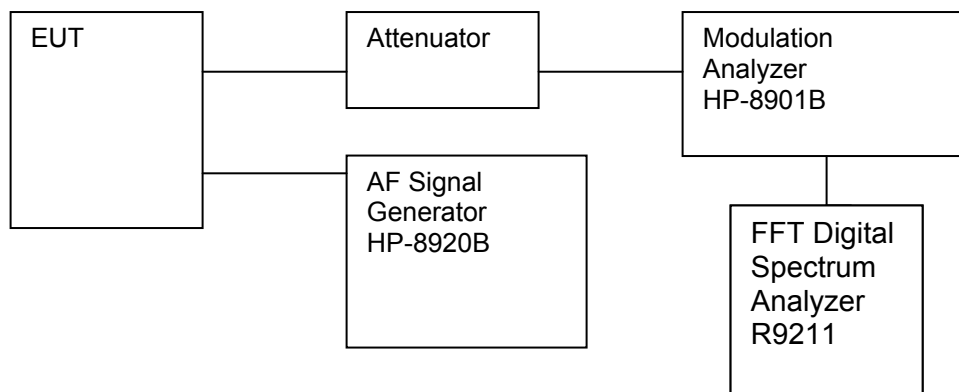 EUT
Attenuator
Modulation
Analyzer
HP-8901B
AF Signal
Generator
HP-8920B
FFT Digital
Spectrum
Analyzer
R9211